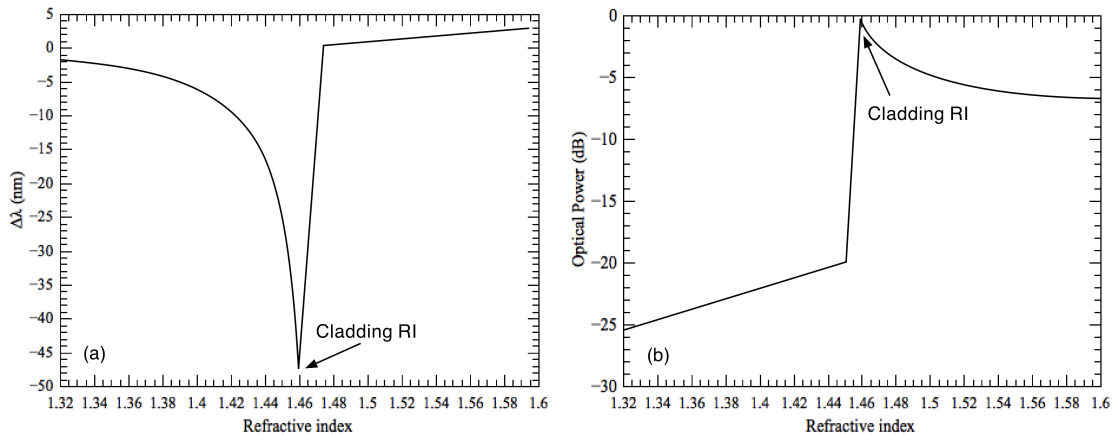 5
0
−5
−10
−15
−20
−25
−30
−35
−40
−45
−50
Δλ (nm)
Cladding RI
(a)
1.32 1.34 1.36 1.38 1.4 1.42 1.44 1.46 1.48 1.5 1.52 1.54 1.56 1.58 1.6
Refractive index
0
−5
−10
−15
−20
−25
−30
Optical Power (dB)
Cladding RI
(b)
1.32 1.34 1.36 1.38 1.4 1.42 1.44 1.46 1.48 1.5 1.52 1.54 1.56 1.58 1.6
Refractive index